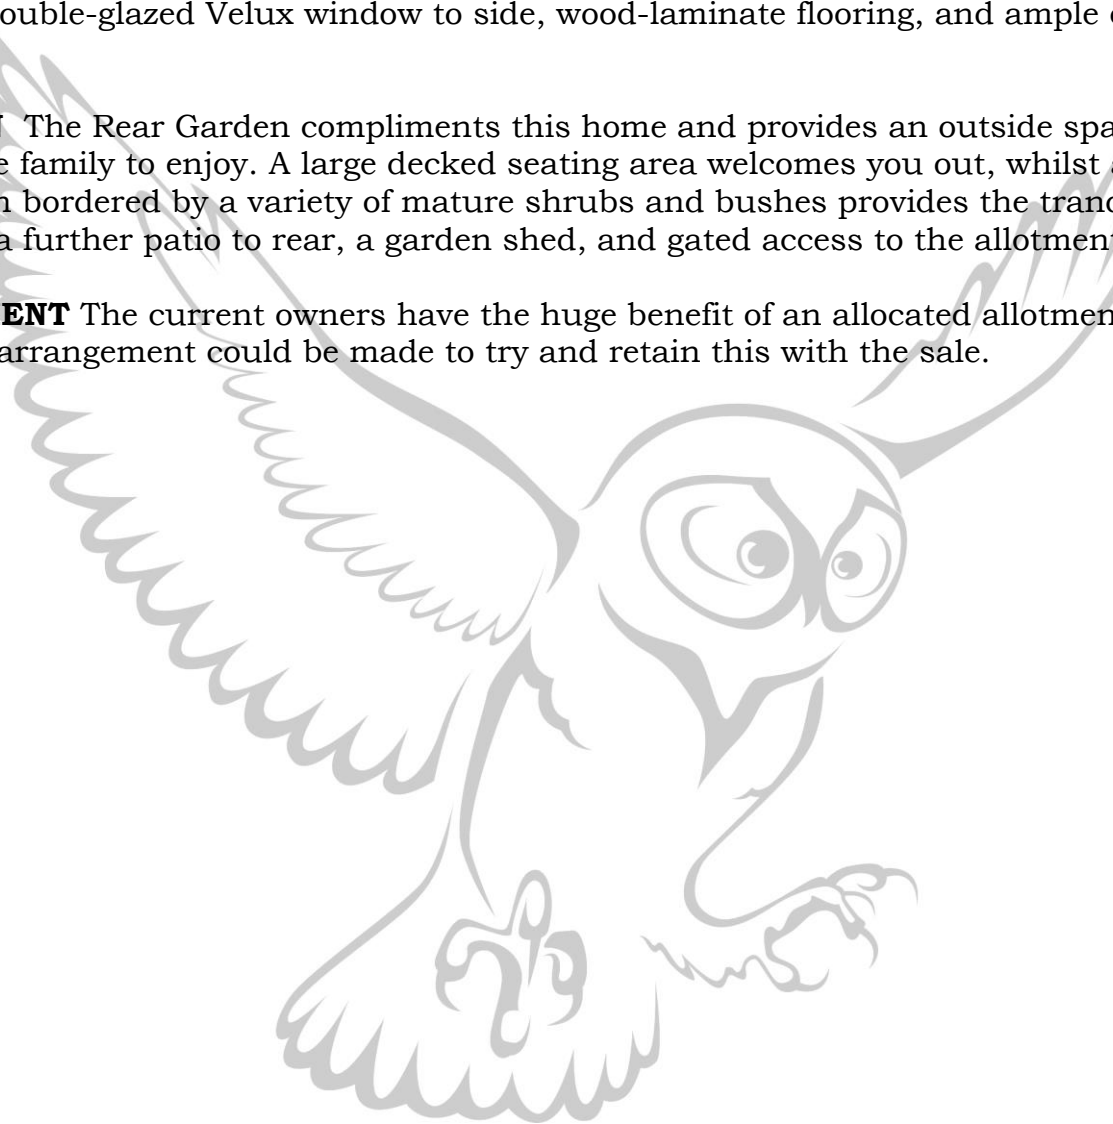 ouble-glazed Velux window to side, wood-laminate flooring, and ample
The Rear Garden compliments this home and provides an outside spa
family to enjoy. A large decked seating area welcomes you out, whilst
bordered by a variety of mature shrubs and bushes provides the tranq
a further patio to rear, a garden shed, and gated access to the allotment
ENT The current owners have the huge benefit of an allocated allotmen
arrangement could be made to try and retain this with the sale.